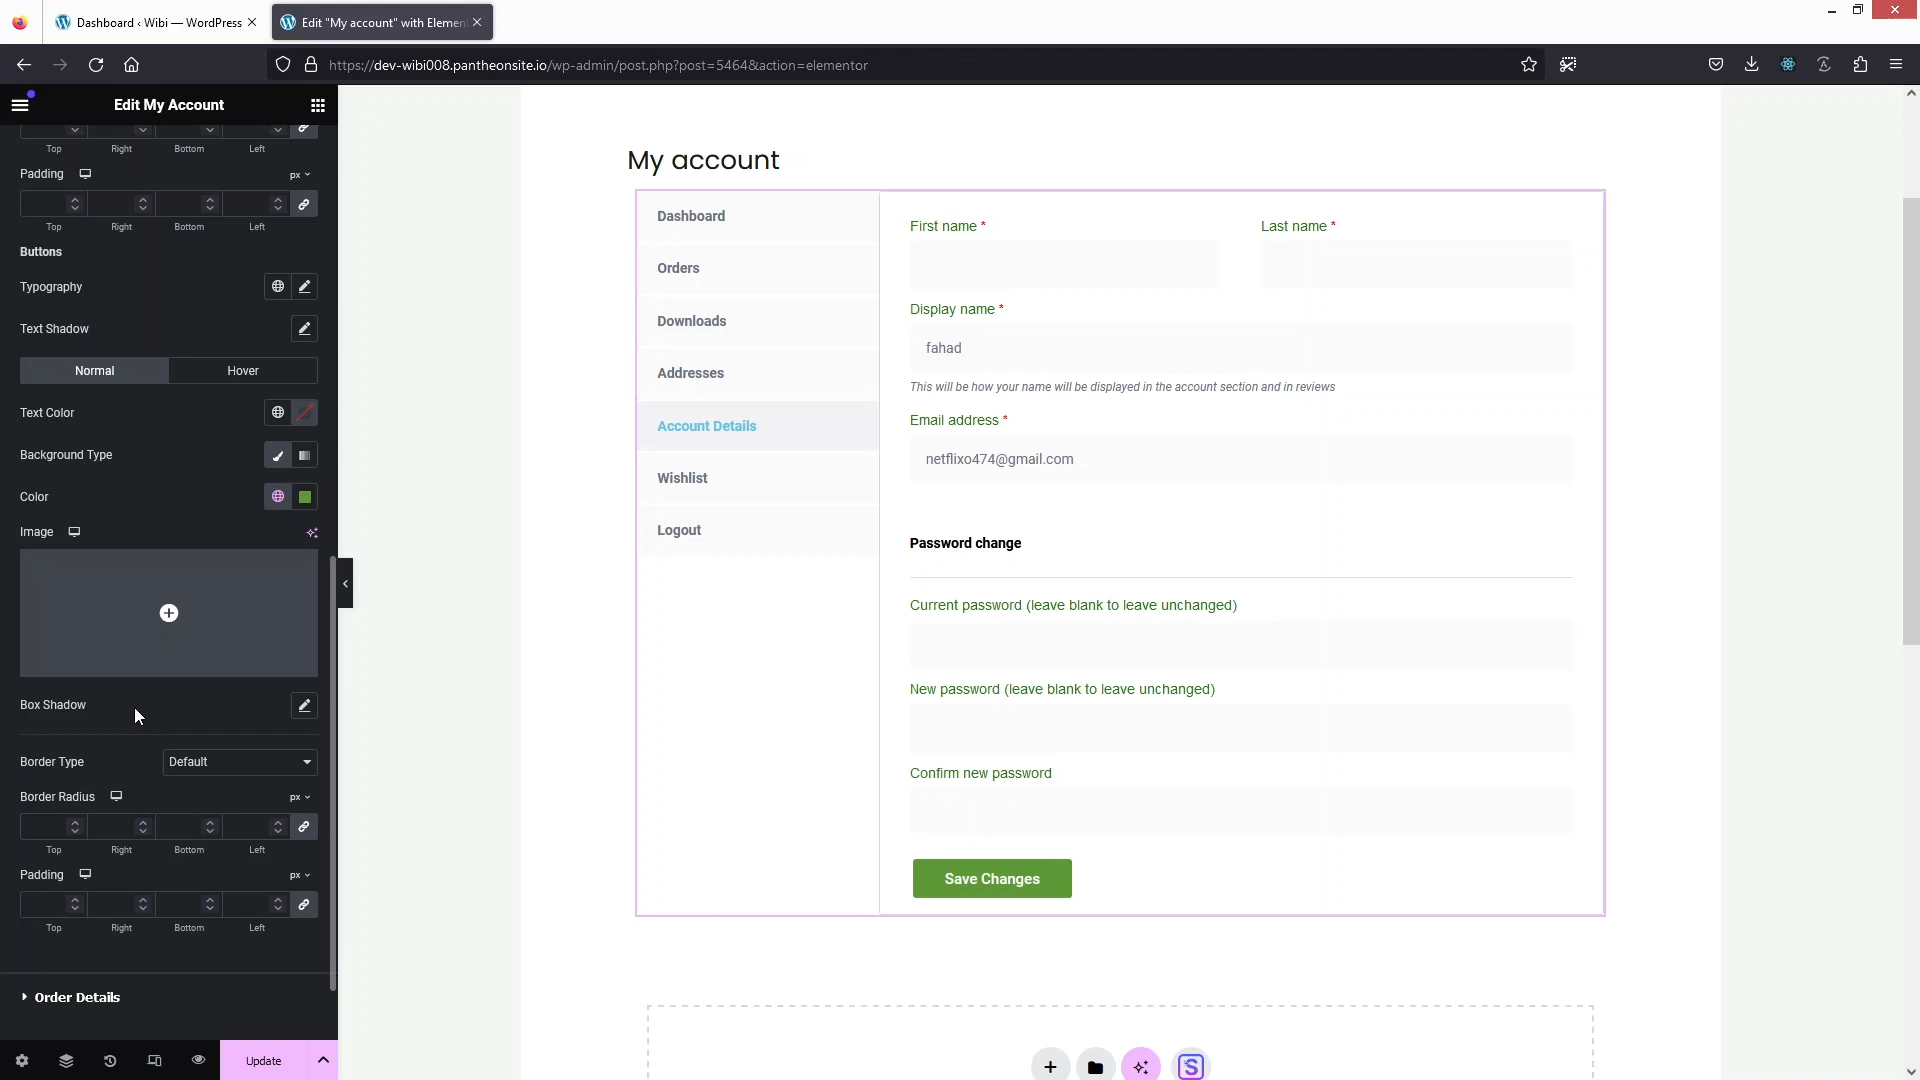 Dashboard ‹ Wibi — WordPress
Edit "My account" with Elemen
https://dev-wibi008.pantheonsite.io/wp-admin/post.php?post=5464&action=elementor
Edit My Account
Top Right Bottom Left
Padding px
Top Right Bottom Left
Buttons
Typography
Text Shadow
Normal Hover
Text Color
Background Type
Color
Image
Box Shadow
Border Type Default
Border Radius px
Top Right Bottom Left
Padding px
Top Right Bottom Left
Order Details
Update
My account
Dashboard
Orders
Downloads
Addresses
Account Details
Wishlist
Logout
First name * Last name *
Display name *
fahad
This will be how your name will be displayed in the account section and in reviews
Email address *
netflixo474@gmail.com
Password change
Current password (leave blank to leave unchanged)
New password (leave blank to leave unchanged)
Confirm new password
Save Changes